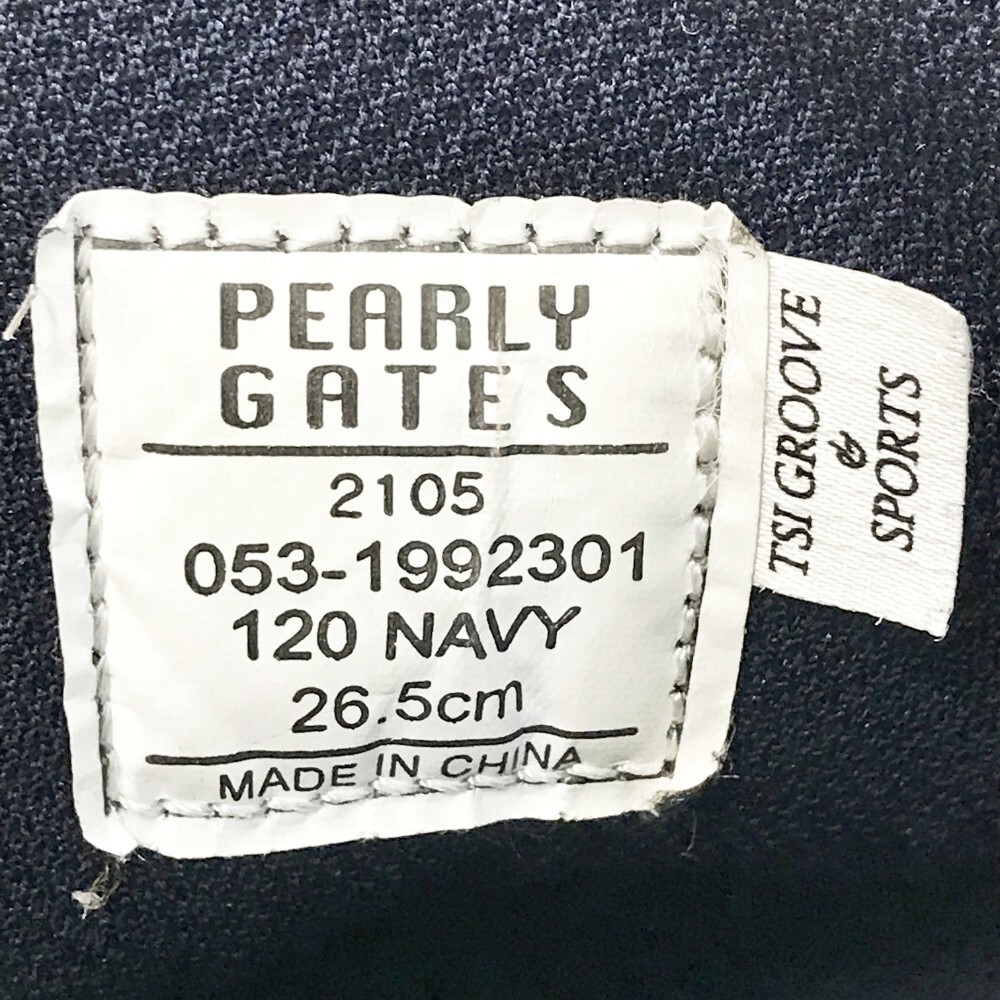 PEARLY
GATES
2105
053-1992301
120 NAVY
26.5cm
MADE IN CHINA
TSI GROOVE
&
SPORTS